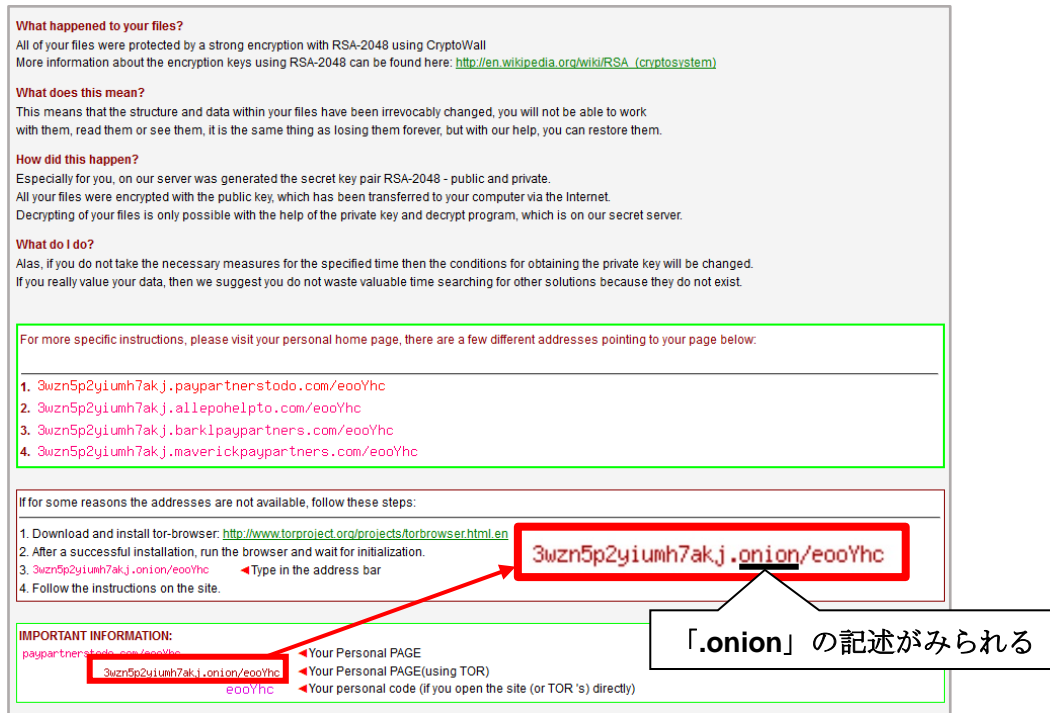 What happened to your files?
All of your files were protected by a strong encryption with RSA-2048 using CryptoWall
More information about the encryption keys using RSA-2048 can be found here: http://en.wikipedia.org/wiki/RSA_(cryptosystem)
What does this mean?
This means that the structure and data within your files have been irrevocably changed, you will not be able to work
with them, read them or see them, it is the same thing as losing them forever, but with our help, you can restore them.
How did this happen?
Especially for you, on our server was generated the secret key pair RSA-2048 - public and private.
All your files were encrypted with the public key, which has been transferred to your computer via the Internet.
Decrypting of your files is only possible with the help of the private key and decrypt program, which is on our secret server.
What do I do?
Alas, if you do not take the necessary measures for the specified time then the conditions for obtaining the private key will be changed.
If you really value your data, then we suggest you do not waste valuable time searching for other solutions because they do not exist.
For more specific instructions, please visit your personal home page, there are a few different addresses pointing to your page below:
1. 3wzn5p2yiumh7akj.paypartnerstodo.com/eooYhc
2. 3wzn5p2yiumh7akj.allepohelpto.com/eooYhc
3. 3wzn5p2yiumh7akj.barklpaypartners.com/eooYhc
4. 3wzn5p2yiumh7akj.maverickpaypartners.com/eooYhc
If for some reasons the addresses are not available, follow these steps:
1. Download and install tor-browser: http://www.torproject.org/projects/torbrowser.html.en
2. After a successful installation, run the browser and wait for initialization.
3. 3wzn5p2yiumh7akj.onion/eooYhc ◄Type in the address bar
4. Follow the instructions on the site.
3wzn5p2yiumh7akj.onion/eooYhc
「.onion」の記述がみられる
IMPORTANT INFORMATION:
paypartnerstodo.com/eooYhc ◄Your Personal PAGE
3wzn5p2yiumh7akj.onion/eooYhc ◄Your Personal PAGE(using TOR)
eooYhc ◄Your personal code (if you open the site (or TOR 's) directly)